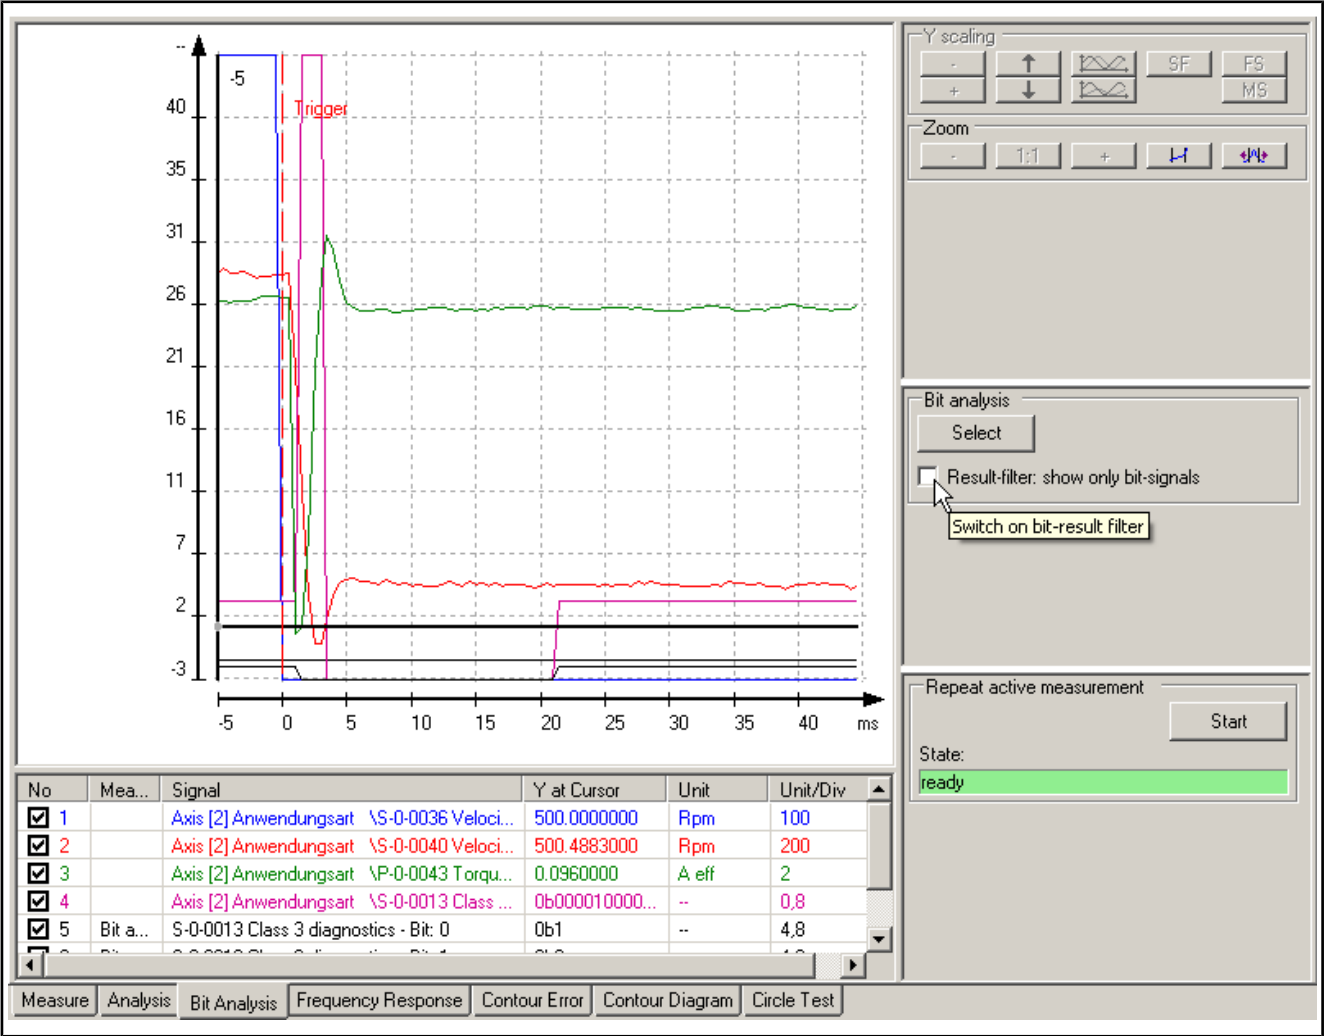 --
-5
40
Trigger
35
31
26
21
16
11
7
2
-3
-5 0 5 10 15 20 25 30 35 40 ms
Y scaling
- SF FS
+ MS
Zoom
- 1:1 +
Bit analysis
Select
Result-filter: show only bit-signals
Switch on bit-result filter
Repeat active measurement
Start
State:
ready
No Mea... Signal Y at Cursor Unit Unit/Div
1 Axis [2] Anwendungsart \S-0-0036 Veloci... 500.0000000 Rpm 100
2 Axis [2] Anwendungsart \S-0-0040 Veloci... 500.4883000 Rpm 200
3 Axis [2] Anwendungsart \P-0-0043 Torqu... 0.0960000 A eff 2
4 Axis [2] Anwendungsart \S-0-0013 Class ... 0b000010000... -- 0,8
5 Bit a... S-0-0013 Class 3 diagnostics - Bit: 0 0b1 -- 4,8
Measure Analysis Bit Analysis Frequency Response Contour Error Contour Diagram Circle Test